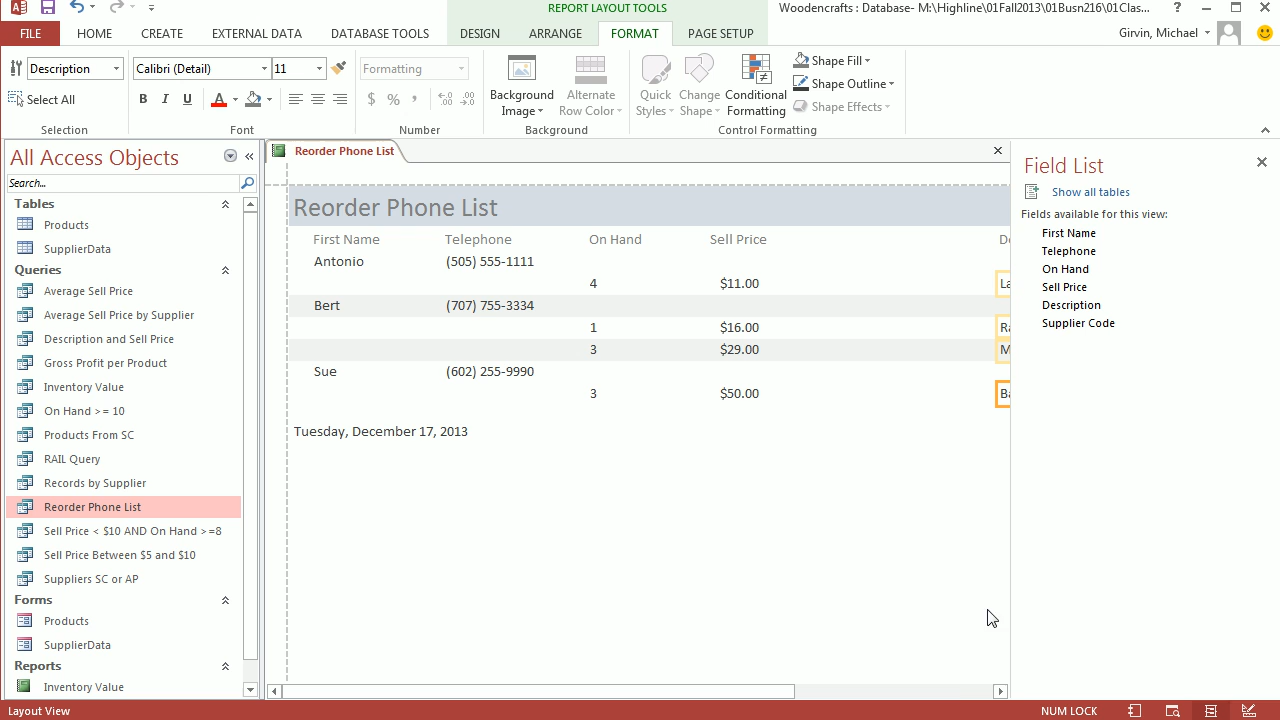 REPORT LAYOUT TOOLS
Woodencrafts : Database- M:\Highline\01Fall2013\01Busn216\01Clas...
?
FILE HOME CREATE EXTERNAL DATA DATABASE TOOLS DESIGN ARRANGE FORMAT PAGE SETUP
Girvin, Michael
Description
Calibri (Detail) 11
Formatting
Select All
B I U A
$ % ,
Background Image
Alternate Row Color
Quick Styles
Change Shape
Conditional Formatting
Shape Fill
Shape Outline
Shape Effects
Selection Font Number Background Control Formatting
All Access Objects
Search...
Tables
Products
SupplierData
Queries
Average Sell Price
Average Sell Price by Supplier
Description and Sell Price
Gross Profit per Product
Inventory Value
On Hand >= 10
Products From SC
RAIL Query
Records by Supplier
Reorder Phone List
Sell Price < $10 AND On Hand >=8
Sell Price Between $5 and $10
Suppliers SC or AP
Forms
Products
SupplierData
Reports
Inventory Value
Reorder Phone List
Reorder Phone List
First Name Telephone On Hand Sell Price
Antonio (505) 555-1111
4 $11.00 La
Bert (707) 755-3334
1 $16.00 Ra
3 $29.00 M
Sue (602) 255-9990
3 $50.00 Ba
Tuesday, December 17, 2013
Field List
Show all tables
Fields available for this view:
First Name
Telephone
On Hand
Sell Price
Description
Supplier Code
Layout View
NUM LOCK